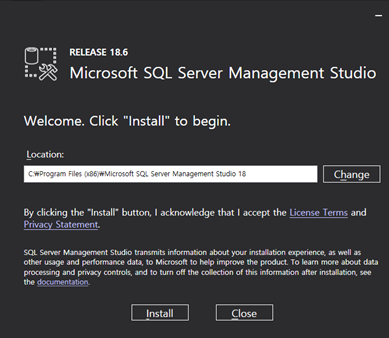 RELEASE 18.6
Microsoft SQL Server Management Studio
Welcome. Click "Install" to begin.
Location:
C:₩Program Files (x86)₩Microsoft SQL Server Management Studio 18
Change
By clicking the "Install" button, I acknowledge that I accept the License Terms and
Privacy Statement.
SQL Server Management Studio transmits information about your installation experience, as well as
other usage and performance data, to Microsoft to help improve the product. To learn more about data
processing and privacy controls, and to turn off the collection of this information after installation, see
the documentation.
Install
Close